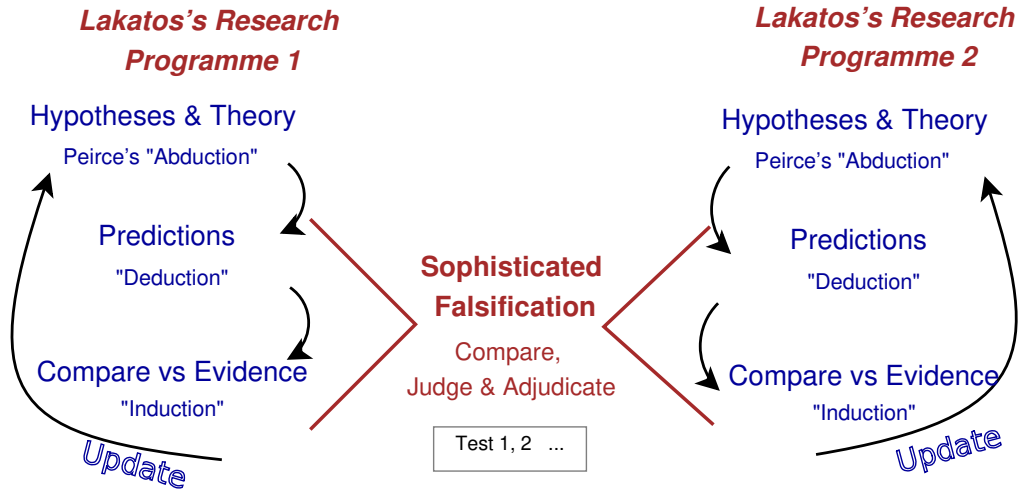 Lakatos's Research
Programme 1
Hypotheses & Theory
Peirce's "Abduction"
Predictions
"Deduction"
Compare vs Evidence
"Induction"
Update
Sophisticated
Falsification
Compare,
Judge & Adjudicate
Test 1, 2 ...
Lakatos's Research
Programme 2
Hypotheses & Theory
Peirce's "Abduction"
Predictions
"Deduction"
Compare vs Evidence
"Induction"
Update